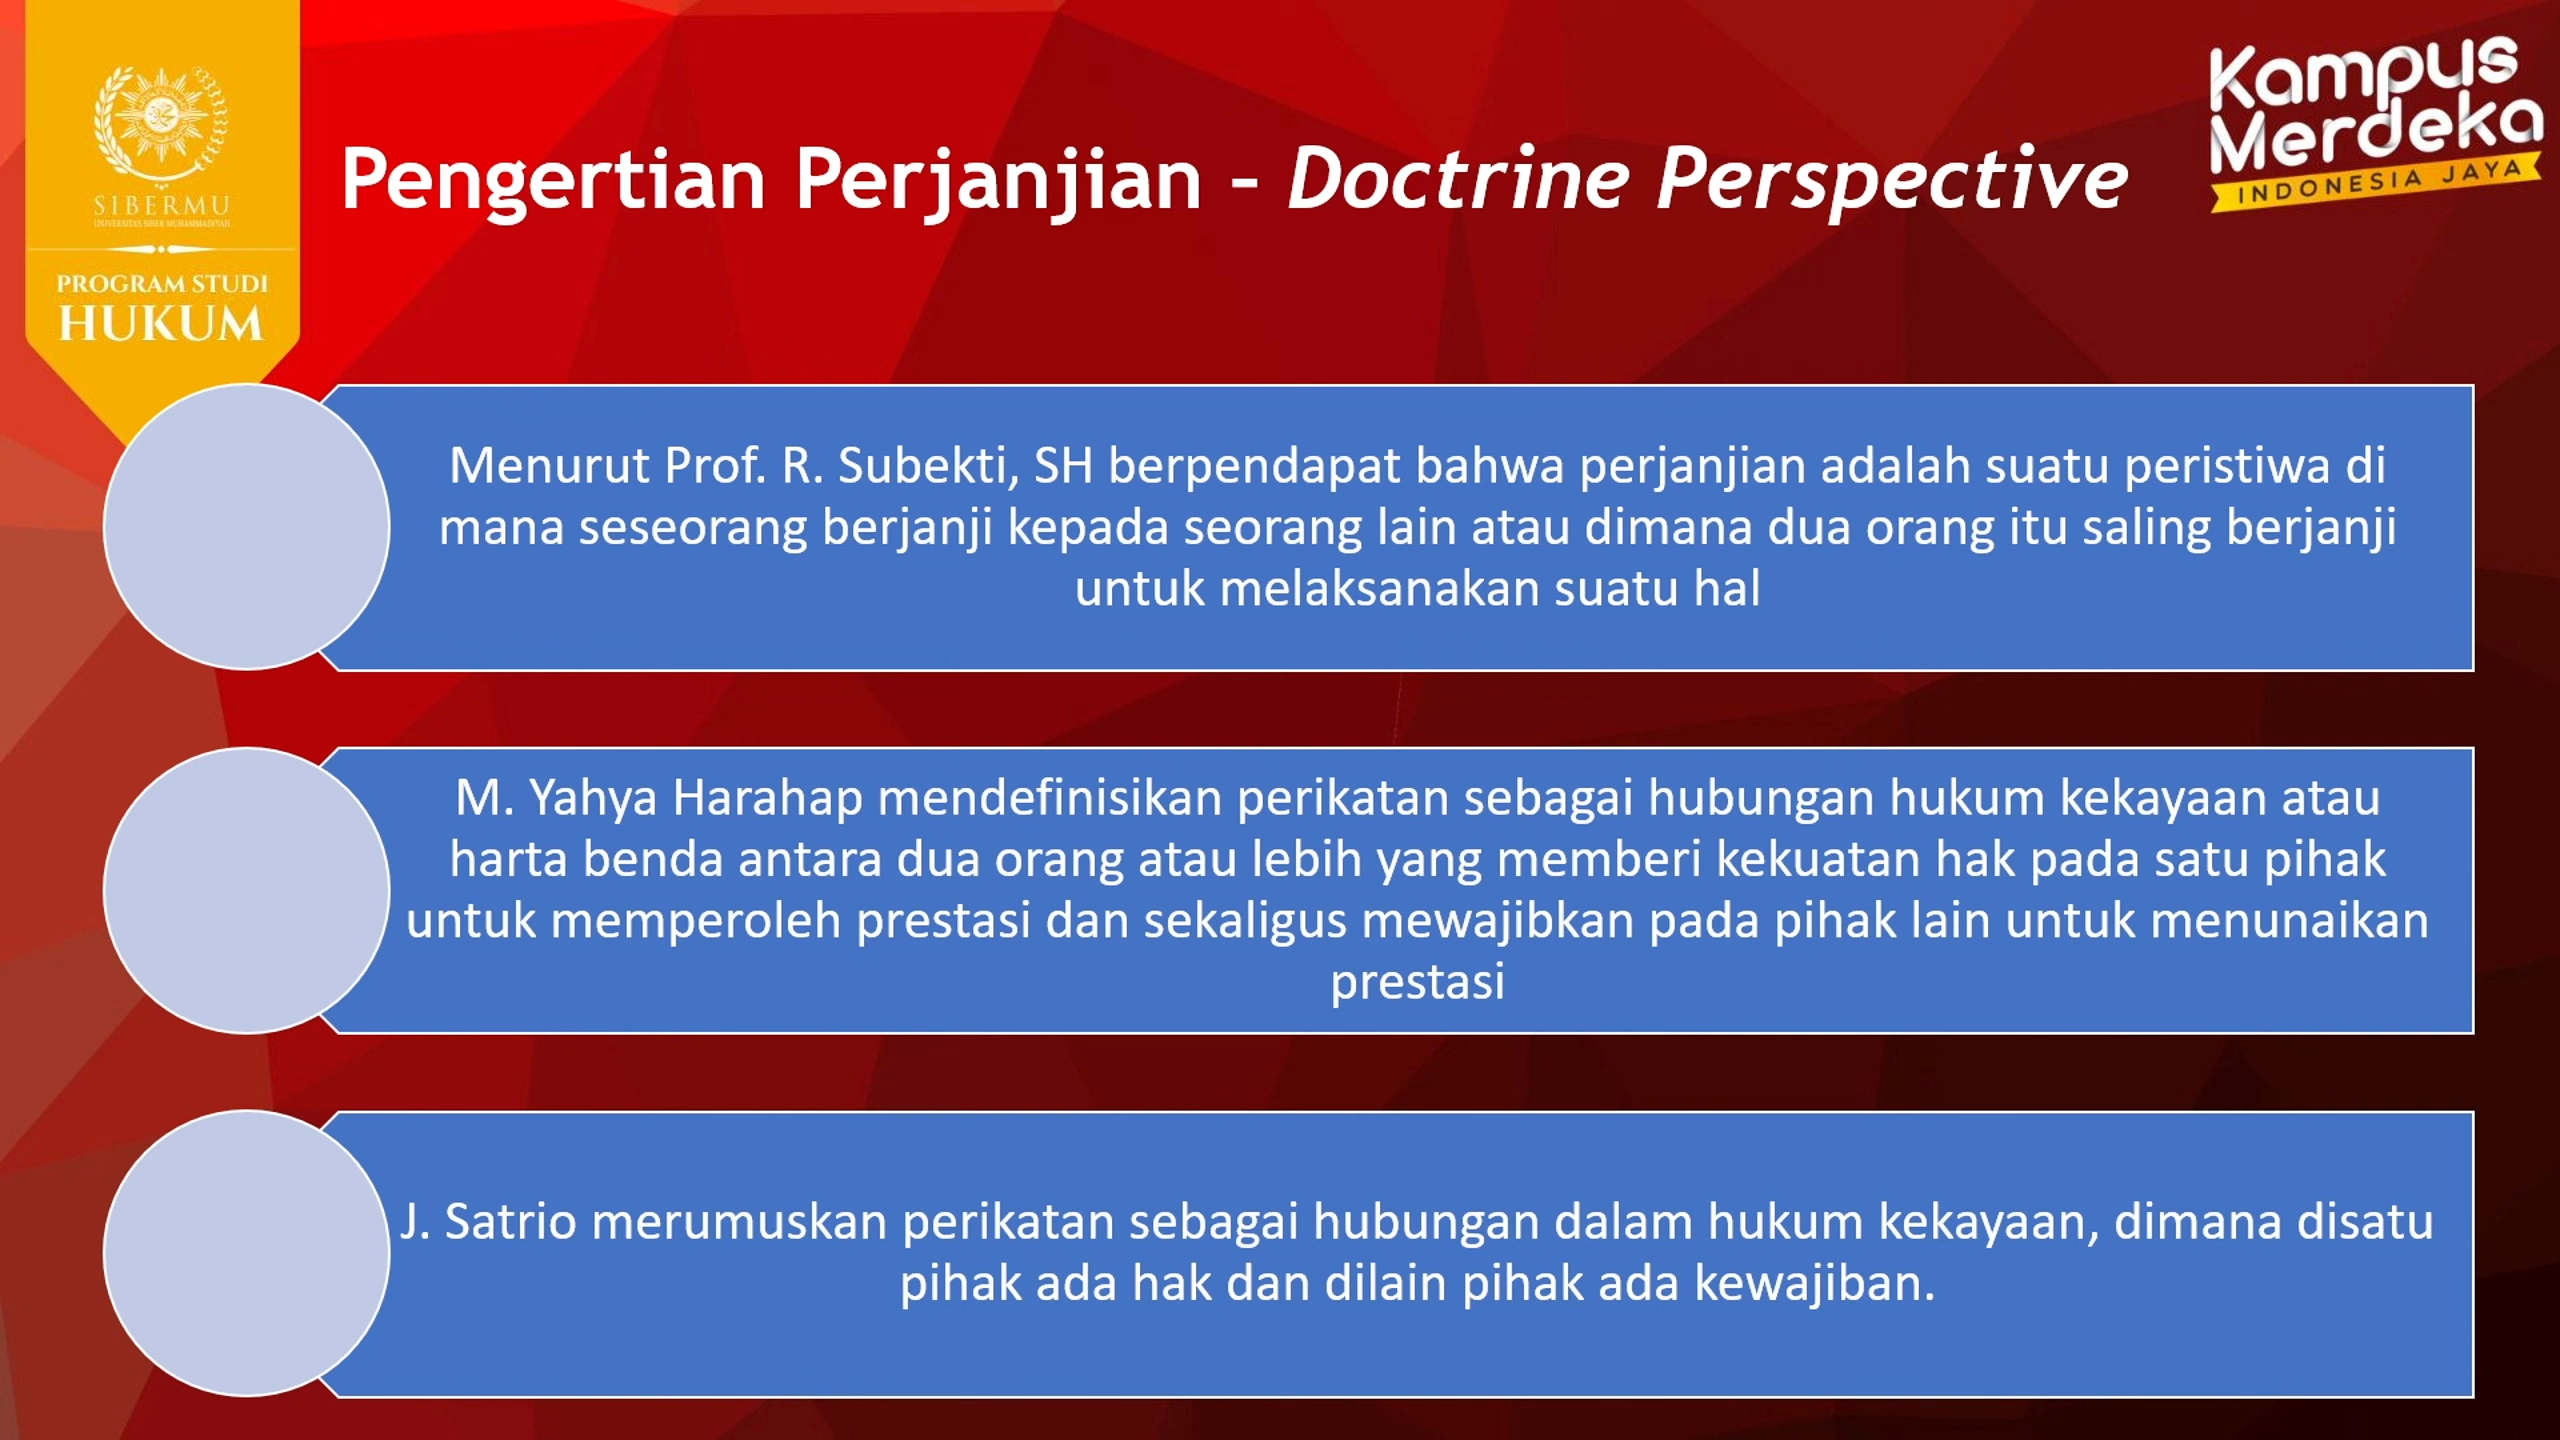 SIBERMU
UNIVERSITAS SIBER MUHAMMADIYAH
PROGRAM STUDI
HUKUM
Pengertian Perjanjian - Doctrine Perspective
Kampus
Merdeka
INDONESIA JAYA
Menurut Prof. R. Subekti, SH berpendapat bahwa perjanjian adalah suatu peristiwa di
mana seseorang berjanji kepada seorang lain atau dimana dua orang itu saling berjanji
untuk melaksanakan suatu hal
M. Yahya Harahap mendefinisikan perikatan sebagai hubungan hukum kekayaan atau
harta benda antara dua orang atau lebih yang memberi kekuatan hak pada satu pihak
untuk memperoleh prestasi dan sekaligus mewajibkan pada pihak lain untuk menunaikan
prestasi
J. Satrio merumuskan perikatan sebagai hubungan dalam hukum kekayaan, dimana disatu
pihak ada hak dan dilain pihak ada kewajiban.